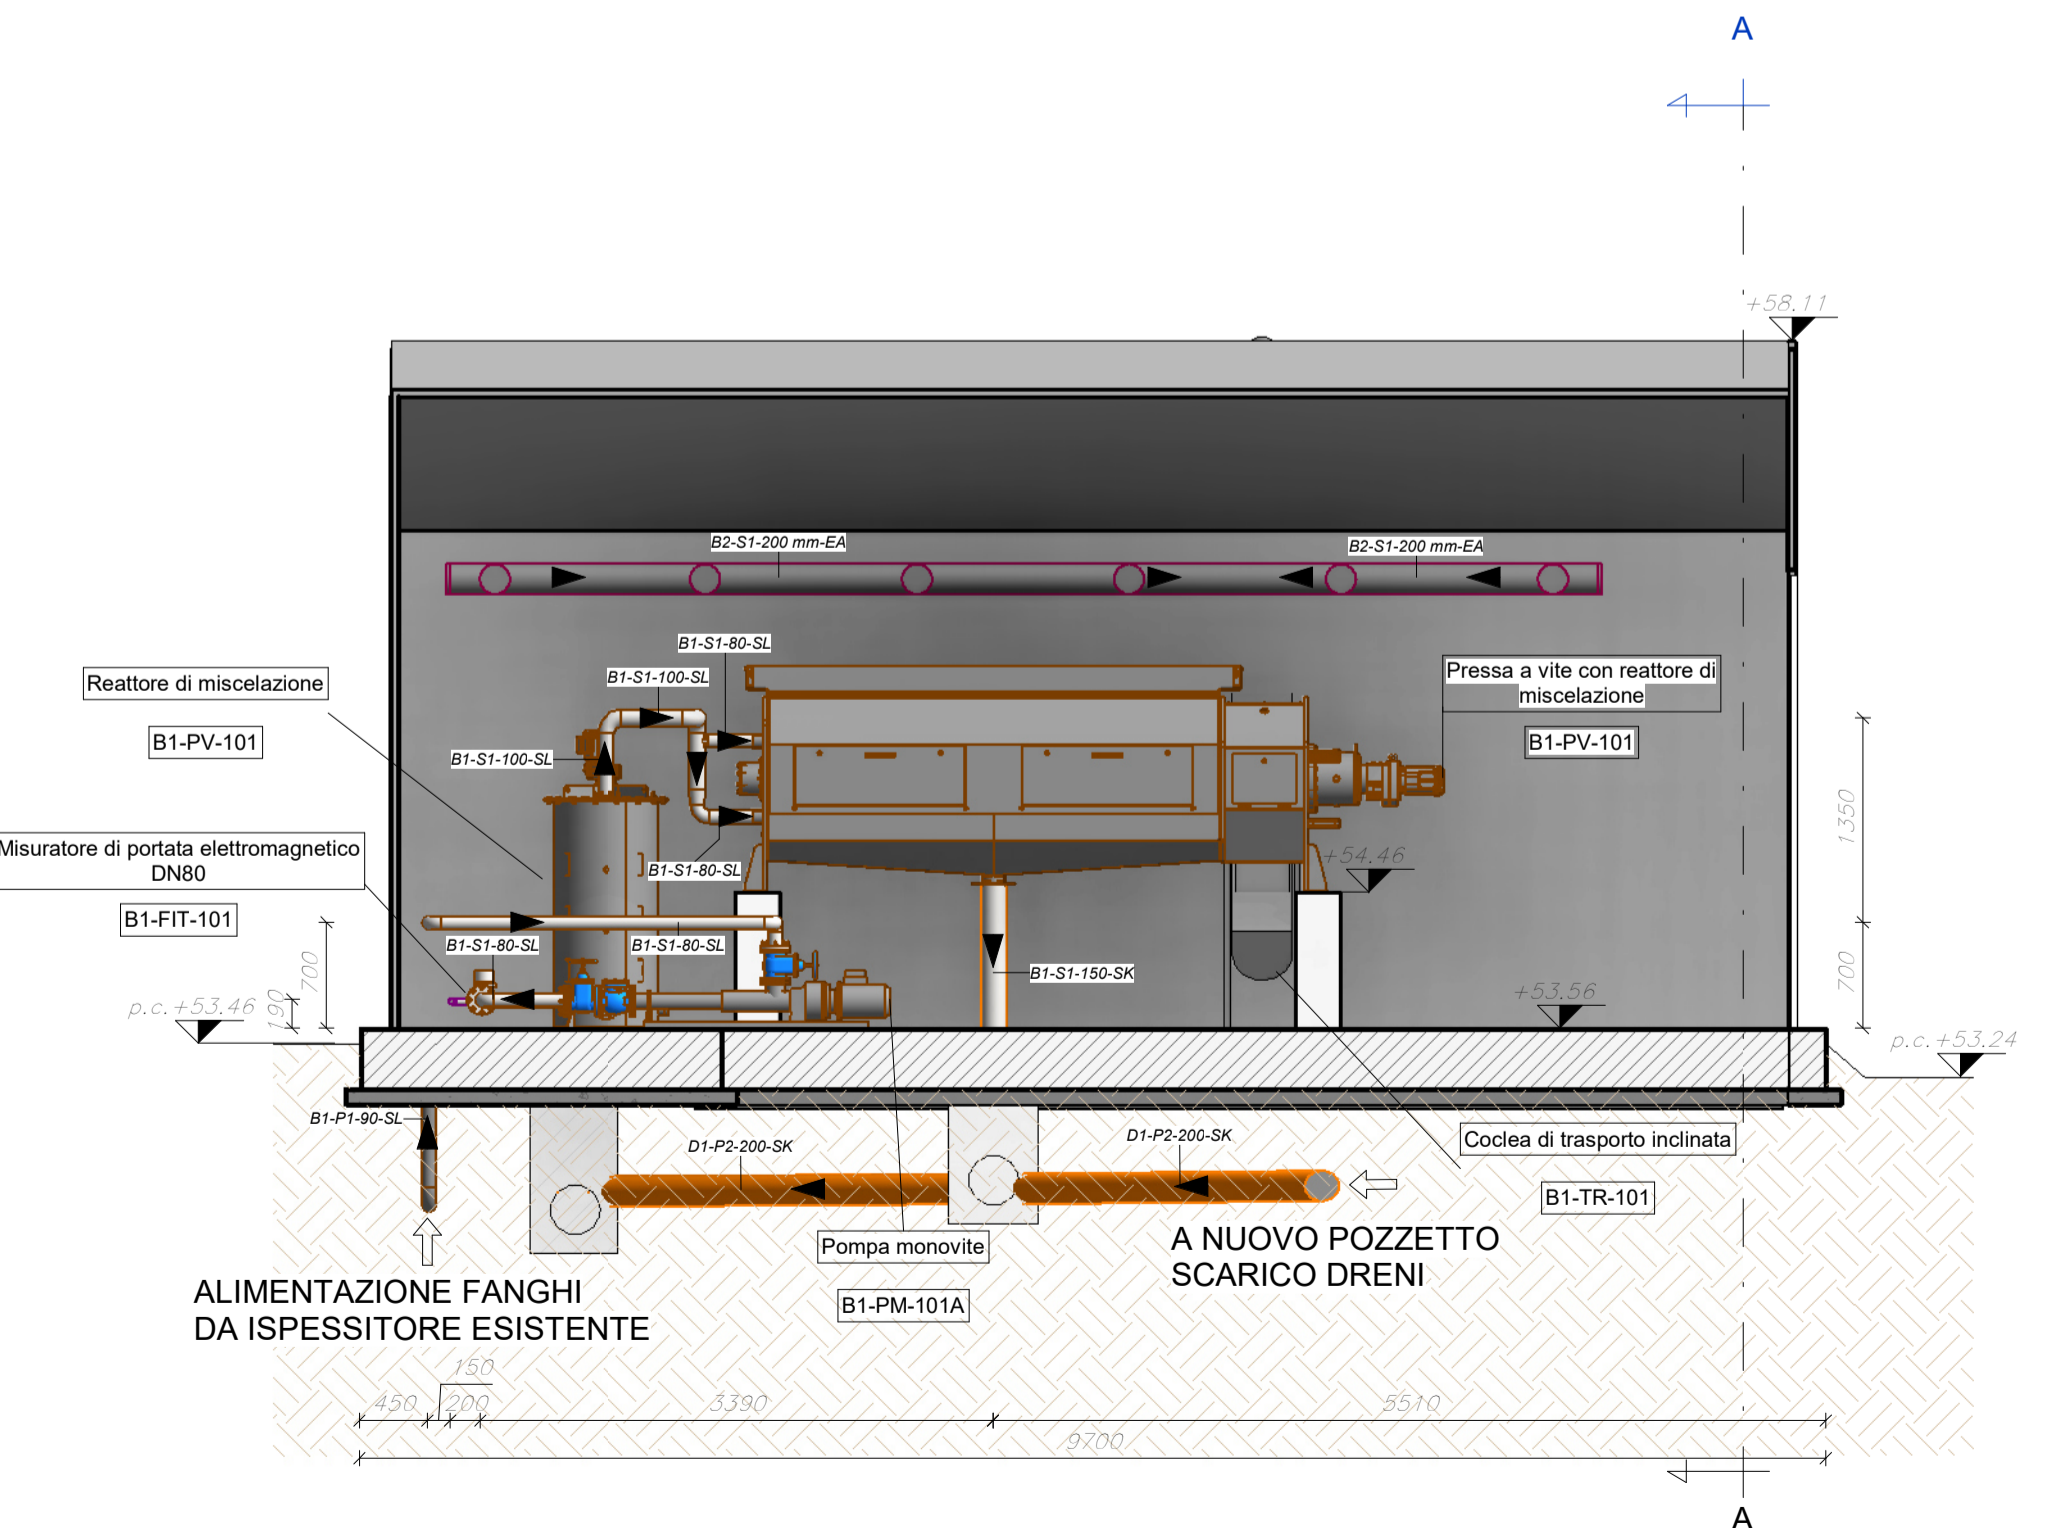 A
+58.11
B2-S1-200 mm-EA
B2-S1-200 mm-EA
B1-S1-80-SL
B1-S1-100-SL
Reattore di miscelazione
B1-PV-101
B1-S1-100-SL
Pressa a vite con reattore di
miscelazione
B1-PV-101
1350
Misuratore di portata elettromagnetico
DN80
B1-FIT-101
B1-S1-80-SL
+54.46
B1-S1-80-SL
B1-S1-80-SL
B1-S1-150-SK
700
190
700
p.c.+53.46
+53.56
p.c.+53.24
B1-P1-90-SL
D1-P2-200-SK
D1-P2-200-SK
Coclea di trasporto inclinata
B1-TR-101
Pompa monovite
B1-PM-101A
A NUOVO POZZETTO
SCARICO DRENI
ALIMENTAZIONE FANGHI
DA ISPESSITORE ESISTENTE
150
450
200
3390
5510
9700
A